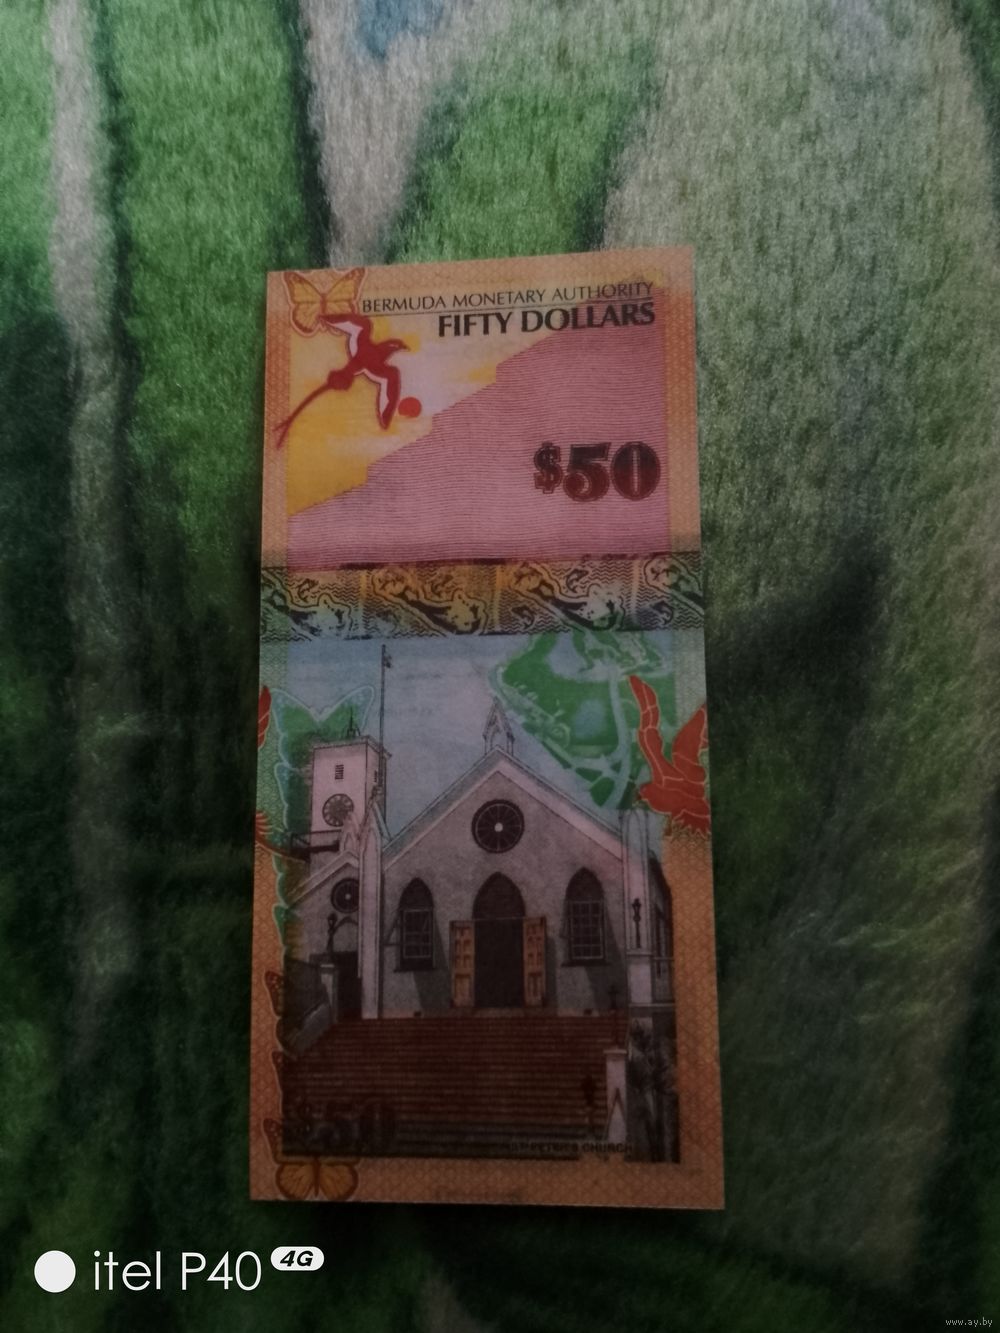 BERMUDA MONETARY AUTHORITY
FIFTY DOLLARS
$50
$50
ST. PETER'S CHURCH
itel P40 4G
www.ay.by